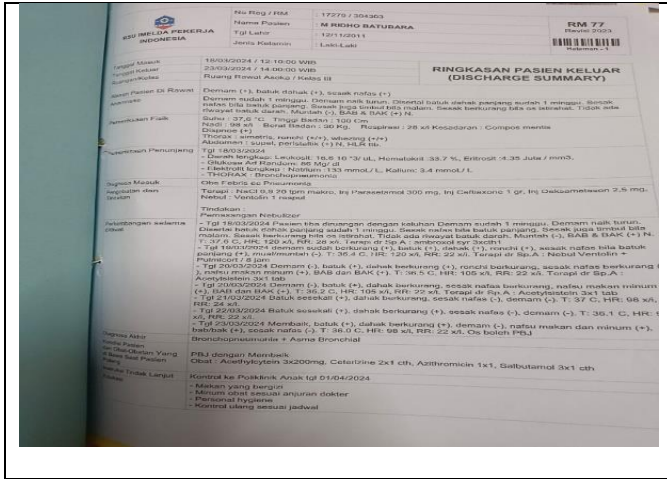 RSU IMELDA PEKERJA
INDONESIA
No Reg / RM : 17270 / 304303
Nama Pasien : M RIDHO BATUBARA
Tgl Lahir : 12/11/2011
Jenis Kelamin : Laki-Laki
RM 77
Revisi 2023
Halaman - 1
Tanggal Masuk 18/03/2024 / 12:10:00 WIB
Tanggal Keluar 23/03/2024 / 14:00:00 WIB
Ruangan/Kelas Ruang Rawat Asoka / Kelas III
RINGKASAN PASIEN KELUAR
(DISCHARGE SUMMARY)
Alasan Pasien Di Rawat Demam (+), batuk dahak (+), sesak nafas (+)
Anamnesis Demam sudah 1 minggu. Demam naik turun. Disertai batuk dahak panjang sudah 1 minggu. Sesak
nafas bila batuk panjang. Sesak juga timbul bila malam. Sesak berkurang bila os istirahat. Tidak ada
riwayat batuk darah. Muntah (-), BAB & BAK (+) N.
Pemeriksaan Fisik Suhu : 37,6 °C Tinggi Badan : 100 Cm
Nadi : 98 x/i Berat Badan : 30 Kg, Respirasi : 28 x/i Kesadaran : Compos mentis
Dispnoe (+)
Thorax : simetris, ronchi (+/+), wheezing (+/+)
Abdomen : supel, peristaltik (+) N, H/L ttb.
Pemeriksaan Penunjang Tgl 18/03/2024
- Darah lengkap: Leukosit: 16.6 10^3/ uL, Hematokrit: 33.7 %, Eritrosit :4.35 Juta / mm3,
- Glukose Ad Random: 86 Mg/ dl
- Elektrolit lengkap : Natrium :133 mmol / L, Kalium: 3.4 mmol / L
- THORAX : Bronchopneumonia
Diagnosa Masuk Obs Febris ec Pneumonia
Pengobatan dan Tindakan Terapi : NaCl 0,9 20 tpm makro, Inj Paracetamol 300 mg, Inj Ceftriaxone 1 gr, Inj Dexametason 2,5 mg,
Nebul : Ventolin 1 respul
Tindakan :
Pemasangan Nebulizer
Perkembangan selama dirawat - Tgl 18/03/2024 Pasien tiba diruangan dengan keluhan Demam sudah 1 minggu. Demam naik turun.
Disertai batuk dahak panjang sudah 1 minggu. Sesak nafas bila batuk panjang. Sesak juga timbul bila
malam. Sesak berkurang bila os istirahat. Tidak ada riwayat batuk darah. Muntah (-), BAB & BAK (+) N.
T: 37.6 C, HR: 120 x/i, RR: 28 x/i. Terapi dr Sp.A : ambroxol syr 3xcth1
- Tgl 19/03/2024 demam sudah berkurang (+), batuk (+), dahak (+), ronchi (+), sesak nafas bila batuk
panjang (+), mual/muntah (-) T: 36.4 C, HR: 120 x/i, RR: 22 x/i. Terapi dr Sp.A : Nebul Ventolin +
Pulmicort / 8 jam
- Tgl 20/03/2024 Demam (-), batuk (+), dahak berkurang (+), ronchi berkurang, sesak nafas berkurang (
), nafsu makan minum (+), BAB dan BAK (+), T: 36.5 C, HR: 105 x/i, RR: 22 x/i. Terapi dr Sp.A :
Acetylsistein 3x1 tab
- Tgl 20/03/2024 Demam (-), batuk (+), dahak berkurang, sesak nafas berkurang, nafsu makan minum
(+), BAB dan BAK (+), T: 36.2 C, HR: 105 x/i, RR: 22 x/i. Terapi dr Sp.A : Acetylsistein 3x1 tab
- Tgl 21/03/2024 Batuk sesekali (+), dahak berkurang, sesak nafas (-), demam (-). T: 37 C, HR: 98 x/i,
RR: 24 x/i.
- Tgl 22/03/2024 Batuk sesekali (+), dahak berkurang (+), sesak nafas (-), demam (-). T: 36.1 C, HR:
x/i, RR: 22 x/i.
- Tgl 23/03/2024 Membaik, batuk (+), dahak berkurang (+), demam (-), nafsu makan dan minum (+),
bab/bak (+), sesak nafas (-). T: 36.0 C, HR: 98 x/i, RR: 22 x/i. Os boleh PBJ
Diagnosa Akhir Bronchopneumonia + Asma Bronchial
PBJ dengan Membaik
Obat : Acethylcytein 3x200mg, Ceterizine 2x1 cth, Azithromicin 1x1, Salbutamol 3x1 cth
Kontrol ke Poliklinik Anak tgl 01/04/2024
- Makan yang bergizi
- Minum obat sesuai anjuran dokter
- Personal hygiene
- Kontrol ulang sesuai jadwal